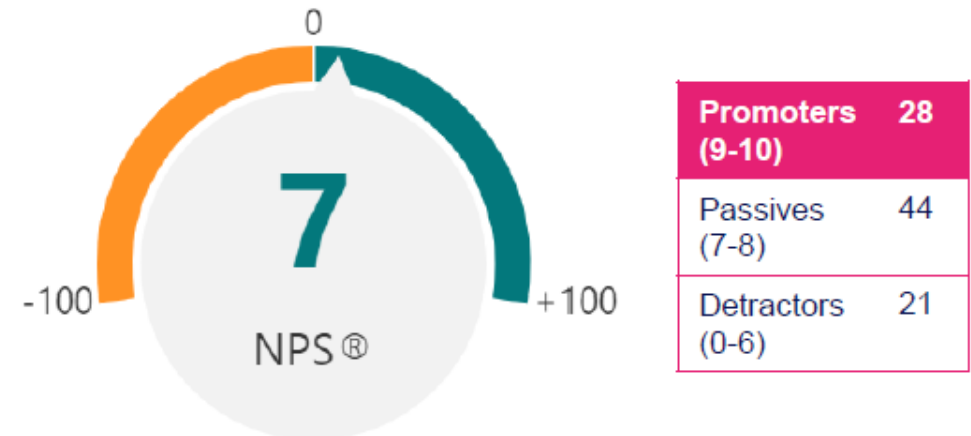 0
7
-100
+100
NPS ®
Promoters 28
(9-10)
Passives 44
(7-8)
Detractors 21
(0-6)